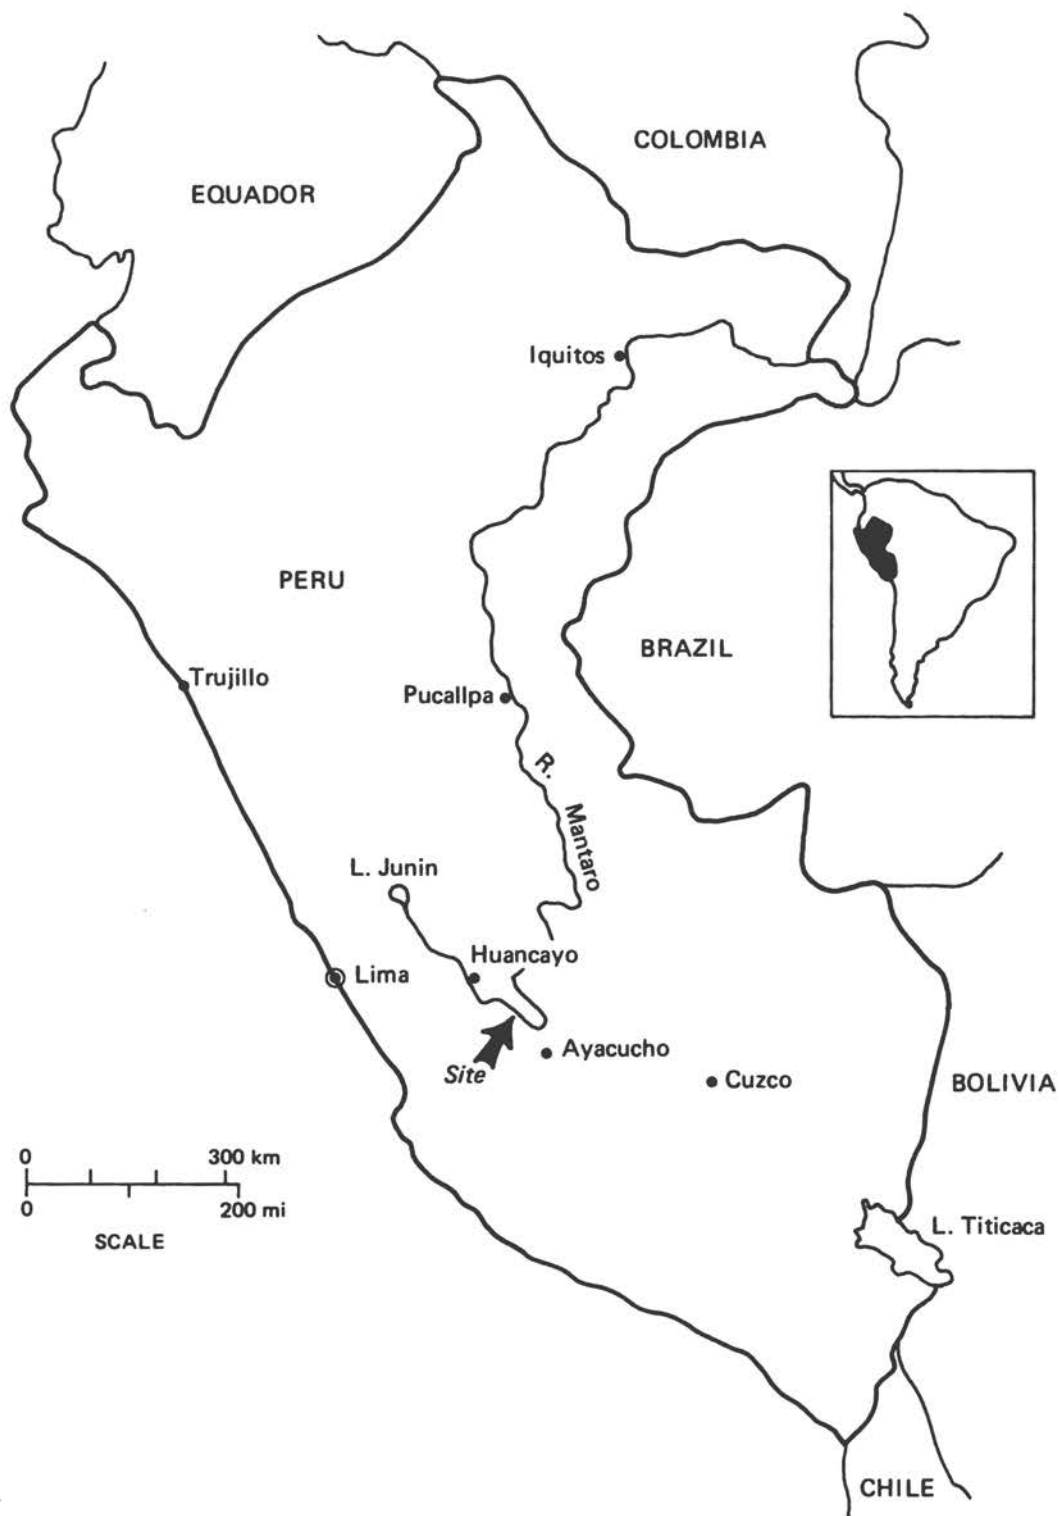 COLOMBIA
EQUADOR
Iquitos
PERU
BRAZIL
Trujillo
Pucallpa
R. Mantaro
L. Junin
Huancayo
Lima
Ayacucho
Site
Cuzco
BOLIVIA
0 300 km
0 200 mi
SCALE
L. Titicaca
CHILE